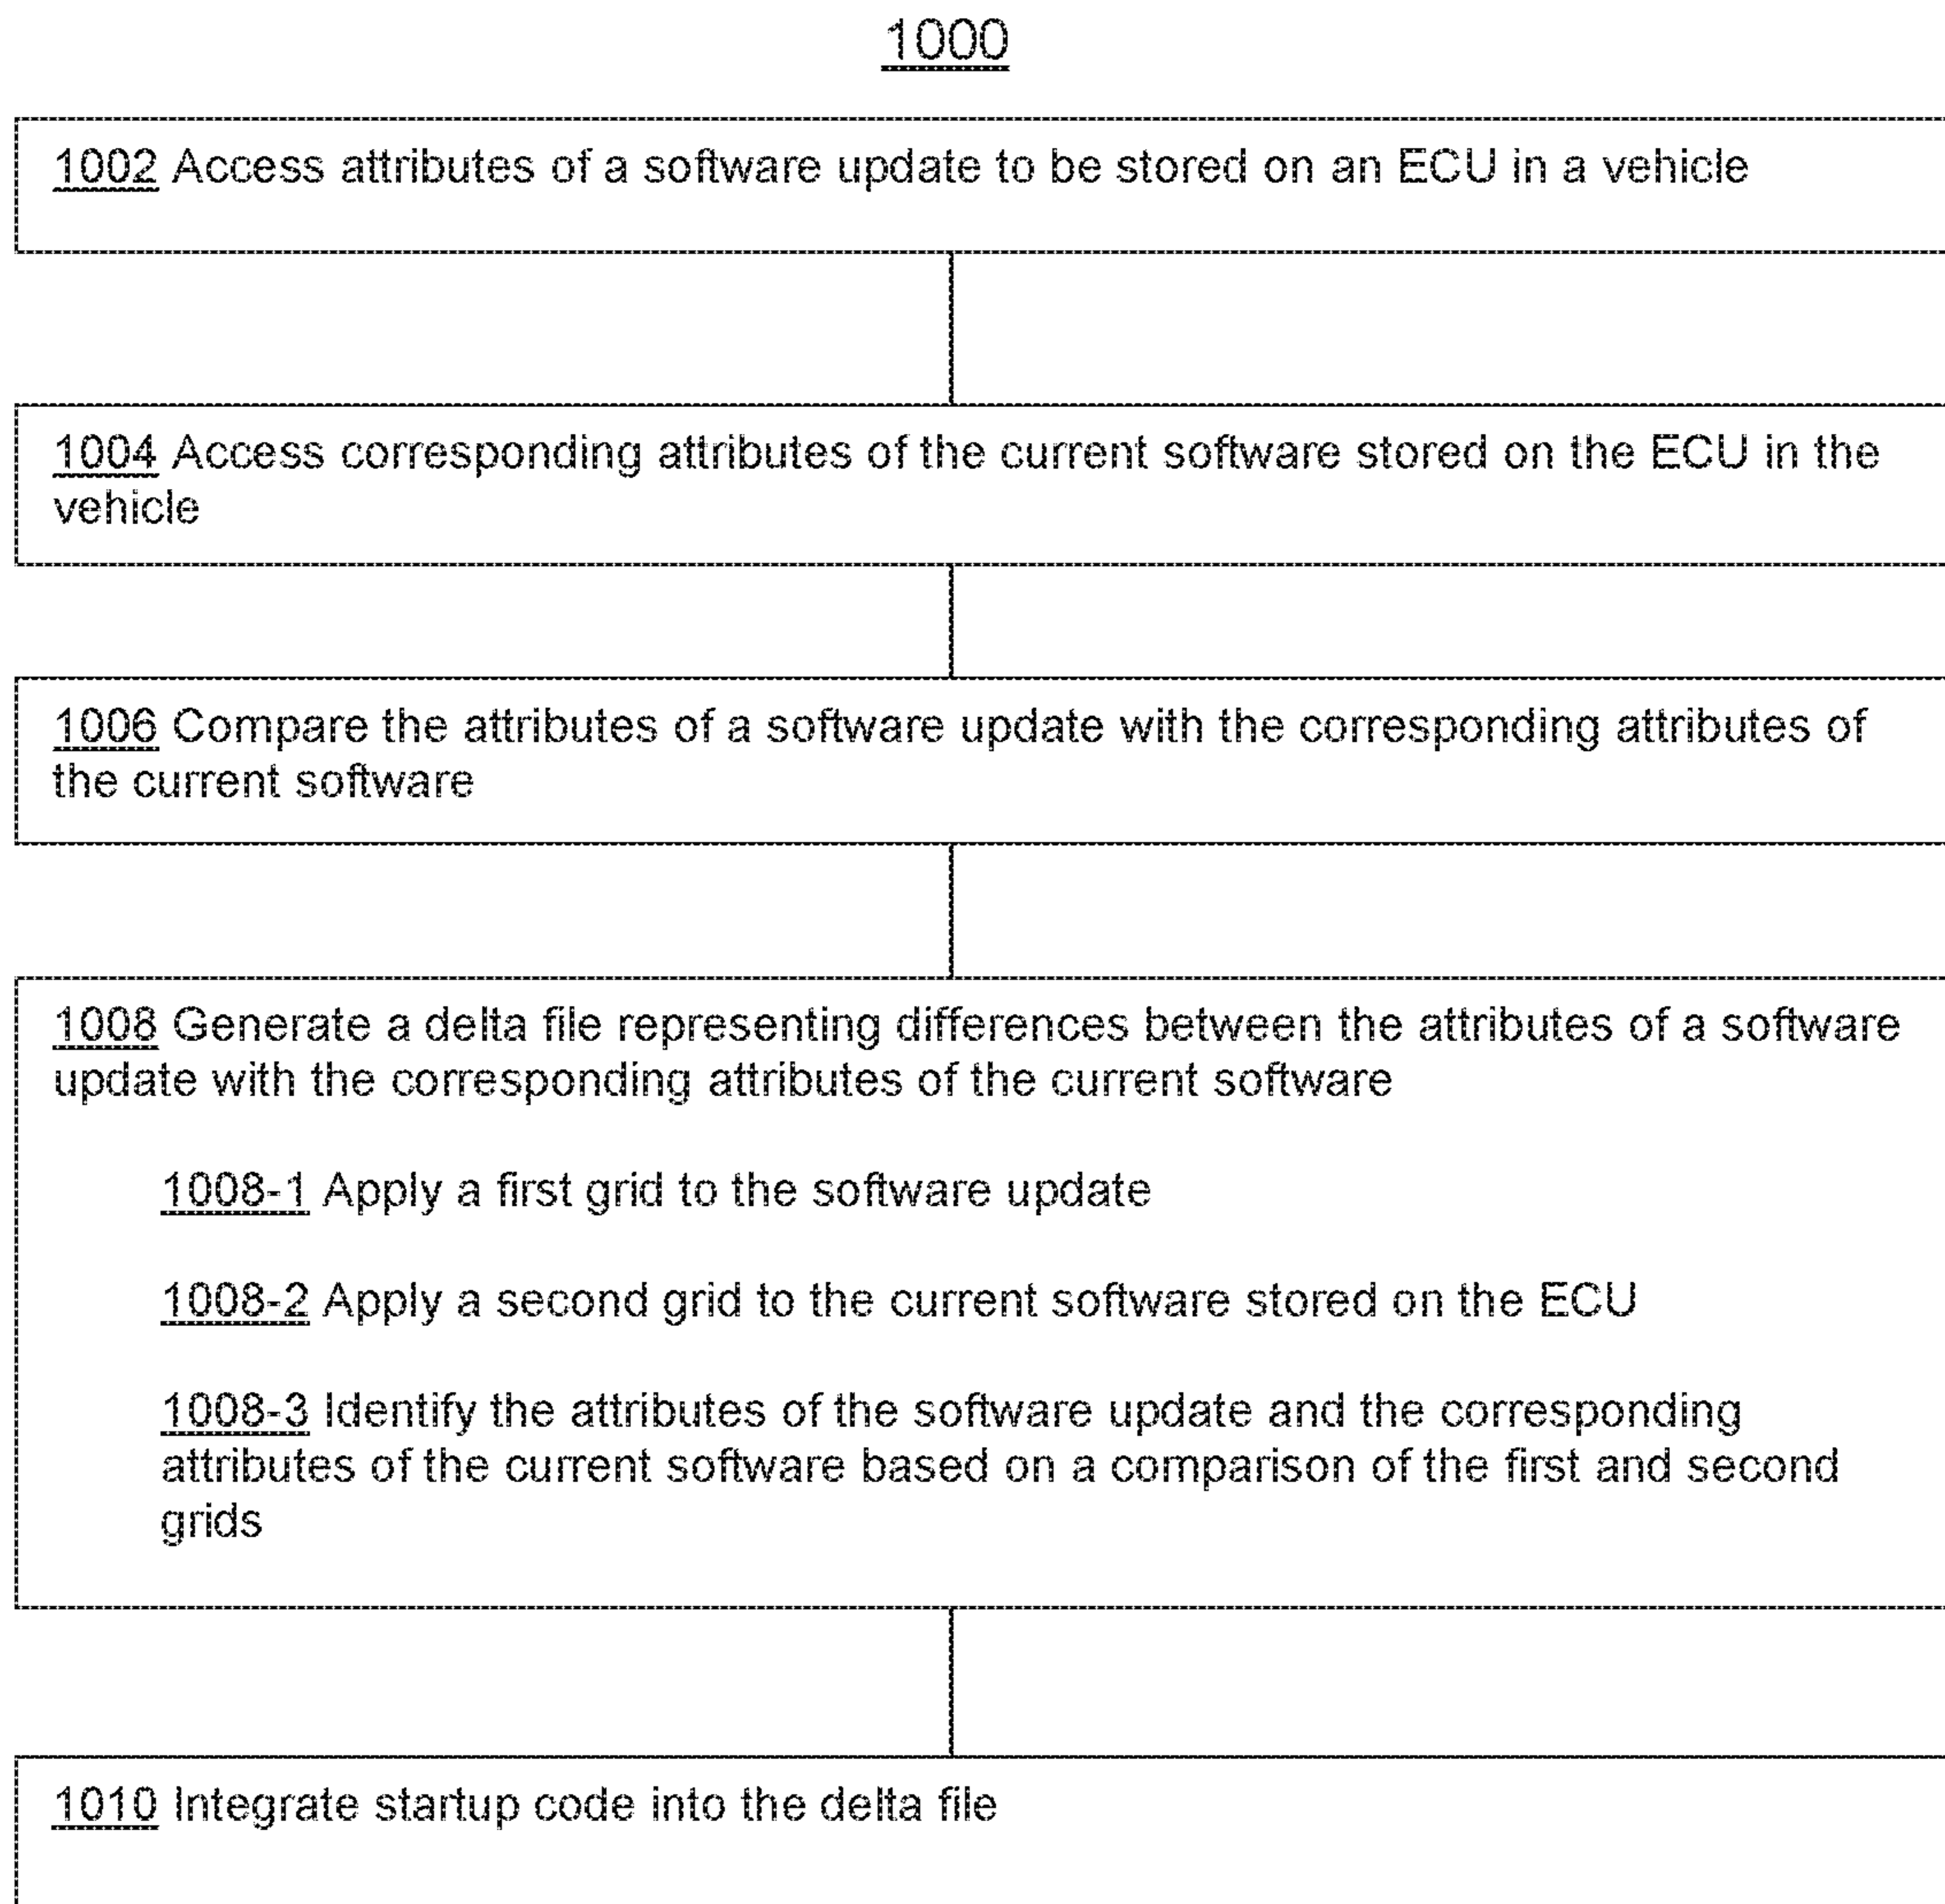 1000
1002 Access attributes of a software update to be stored on an ECU in a vehicle
1004 Access corresponding attributes of the current software stored on the ECU in the
vehicle
1006 Compare the attributes of a software update with the corresponding attributes of
the current software
1008 Generate a delta file representing differences between the attributes of a software
update with the corresponding attributes of the current software
1008-1 Apply a first grid to the software update
1008-2 Apply a second grid to the current software stored on the ECU
1008-3 Identify the attributes of the software update and the corresponding
attributes of the current software based on a comparison of the first and second
grids
1010 Integrate startup code into the delta file